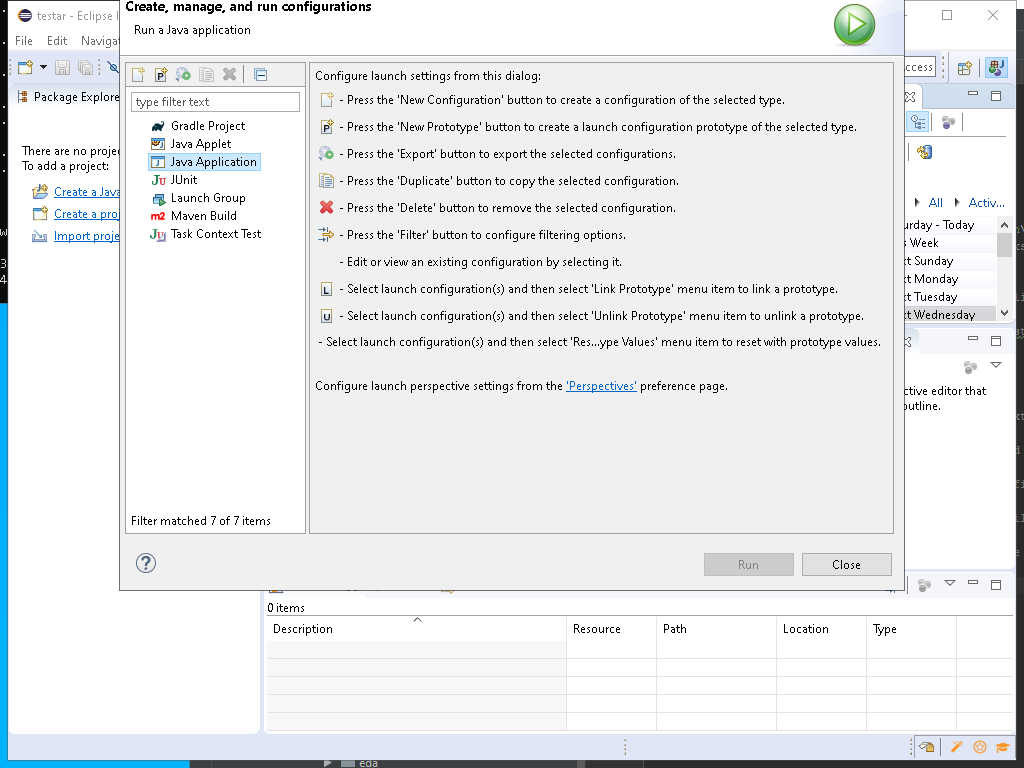 Create, manage, and run configurations
testar - Eclipse I
Run a Java application
File Edit Navigat
ccess
type filter text
Configure launch settings from this dialog:
Package Explore
- Press the 'New Configuration' button to create a configuration of the selected type.
Gradle Project
- Press the 'New Prototype' button to create a launch configuration prototype of the selected type.
Java Applet
There are no projec
- Press the 'Export' button to export the selected configurations.
Java Application
To add a project:
JUnit
- Press the 'Duplicate' button to copy the selected configuration.
Create a Java
Launch Group
- Press the 'Delete' button to remove the selected configuration.
All Activ...
Create a proj
Maven Build
Import proje
Task Context Test
- Press the 'Filter' button to configure filtering options.
urday - Today
s Week
- Edit or view an existing configuration by selecting it.
xt Sunday
xt Monday
- Select launch configuration(s) and then select 'Link Prototype' menu item to link a prototype.
xt Tuesday
- Select launch configuration(s) and then select 'Unlink Prototype' menu item to unlink a prototype.
xt Wednesday
- Select launch configuration(s) and then select 'Res...ype Values' menu item to reset with prototype values.
Configure launch perspective settings from the 'Perspectives' preference page.
ctive editor that
outline.
Filter matched 7 of 7 items
Run
Close
0 items
Description Resource Path Location Type
eda